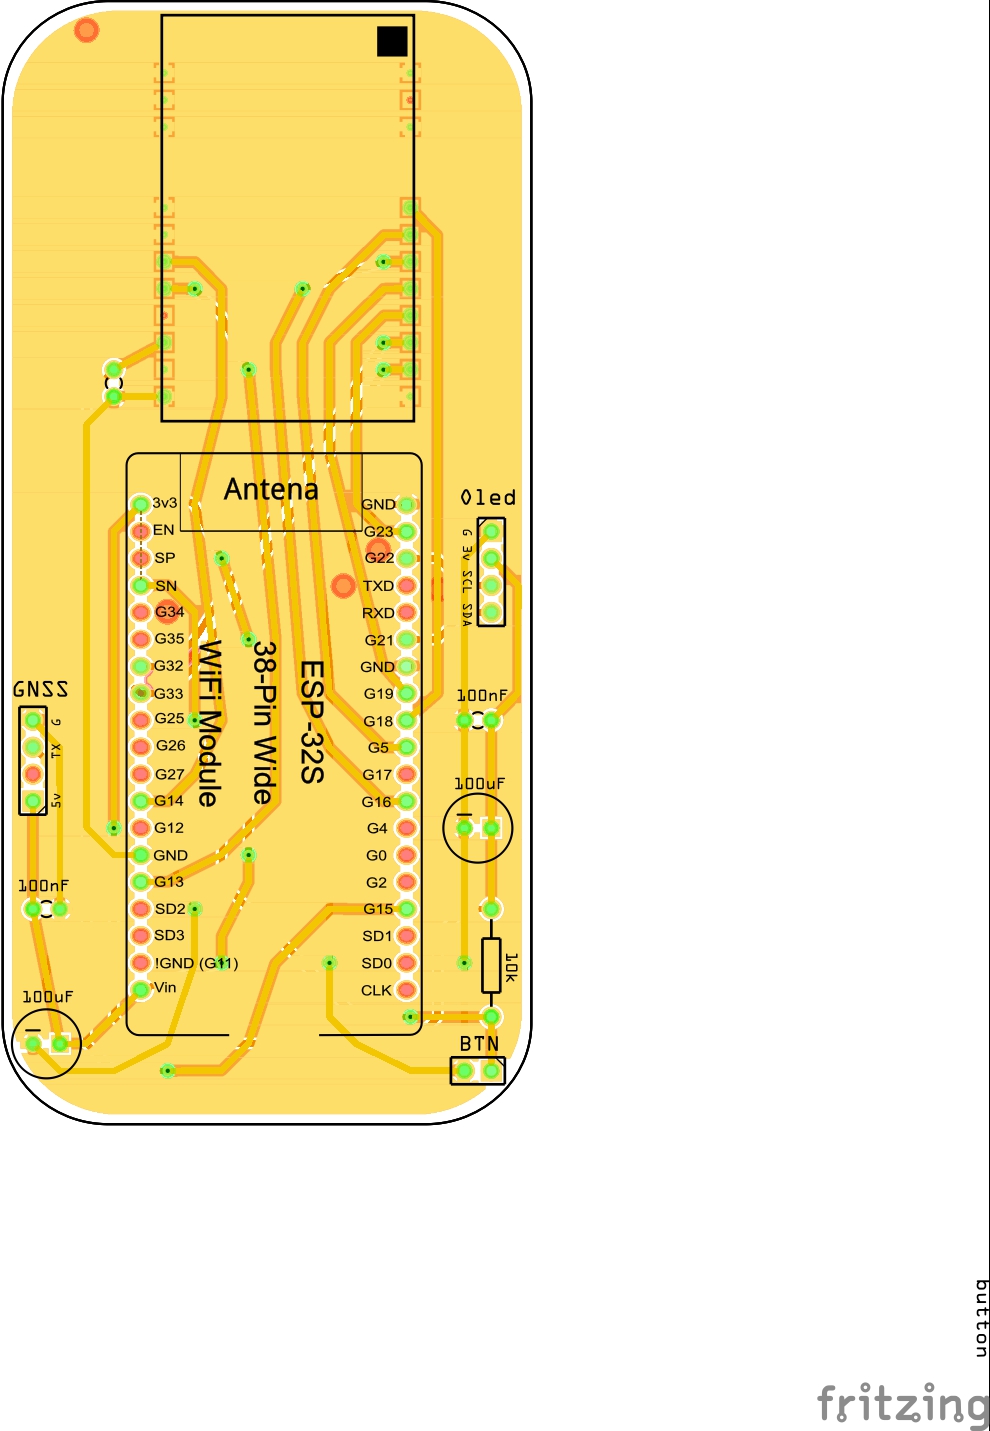 Antena
3v3
EN
SP
SN
G34
G35
G32
G33
G25
G26
G27
G14
G12
GND
G13
SD2
SD3
!GND (G11)
Vin
GND
G23
G22
TXD
RXD
G21
GND
G19
G18
G5
G17
G16
G4
G0
G2
G15
SD1
SD0
CLK
ESP-32S
38-Pin Wide
WiFi Module
Oled
G 3v SCL SDA
100nF
100uF
10k
BTN
GNSS
G
X1
5v
100nF
100uF
button
fritzing